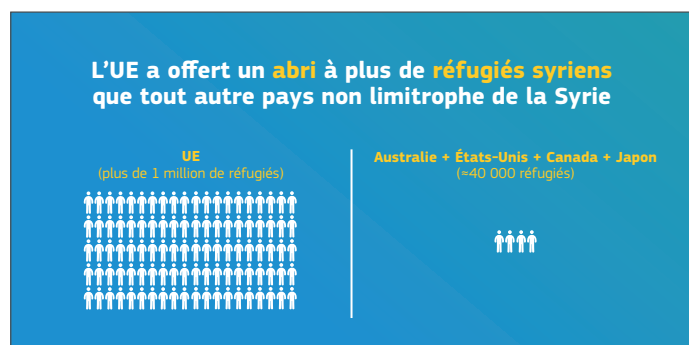 L'UE a offert un abri à plus de réfugiés syriens
que tout autre pays non limitrophe de la Syrie
UE
(plus de 1 million de réfugiés)
Australie + États-Unis + Canada + Japon
(≈40 000 réfugiés)